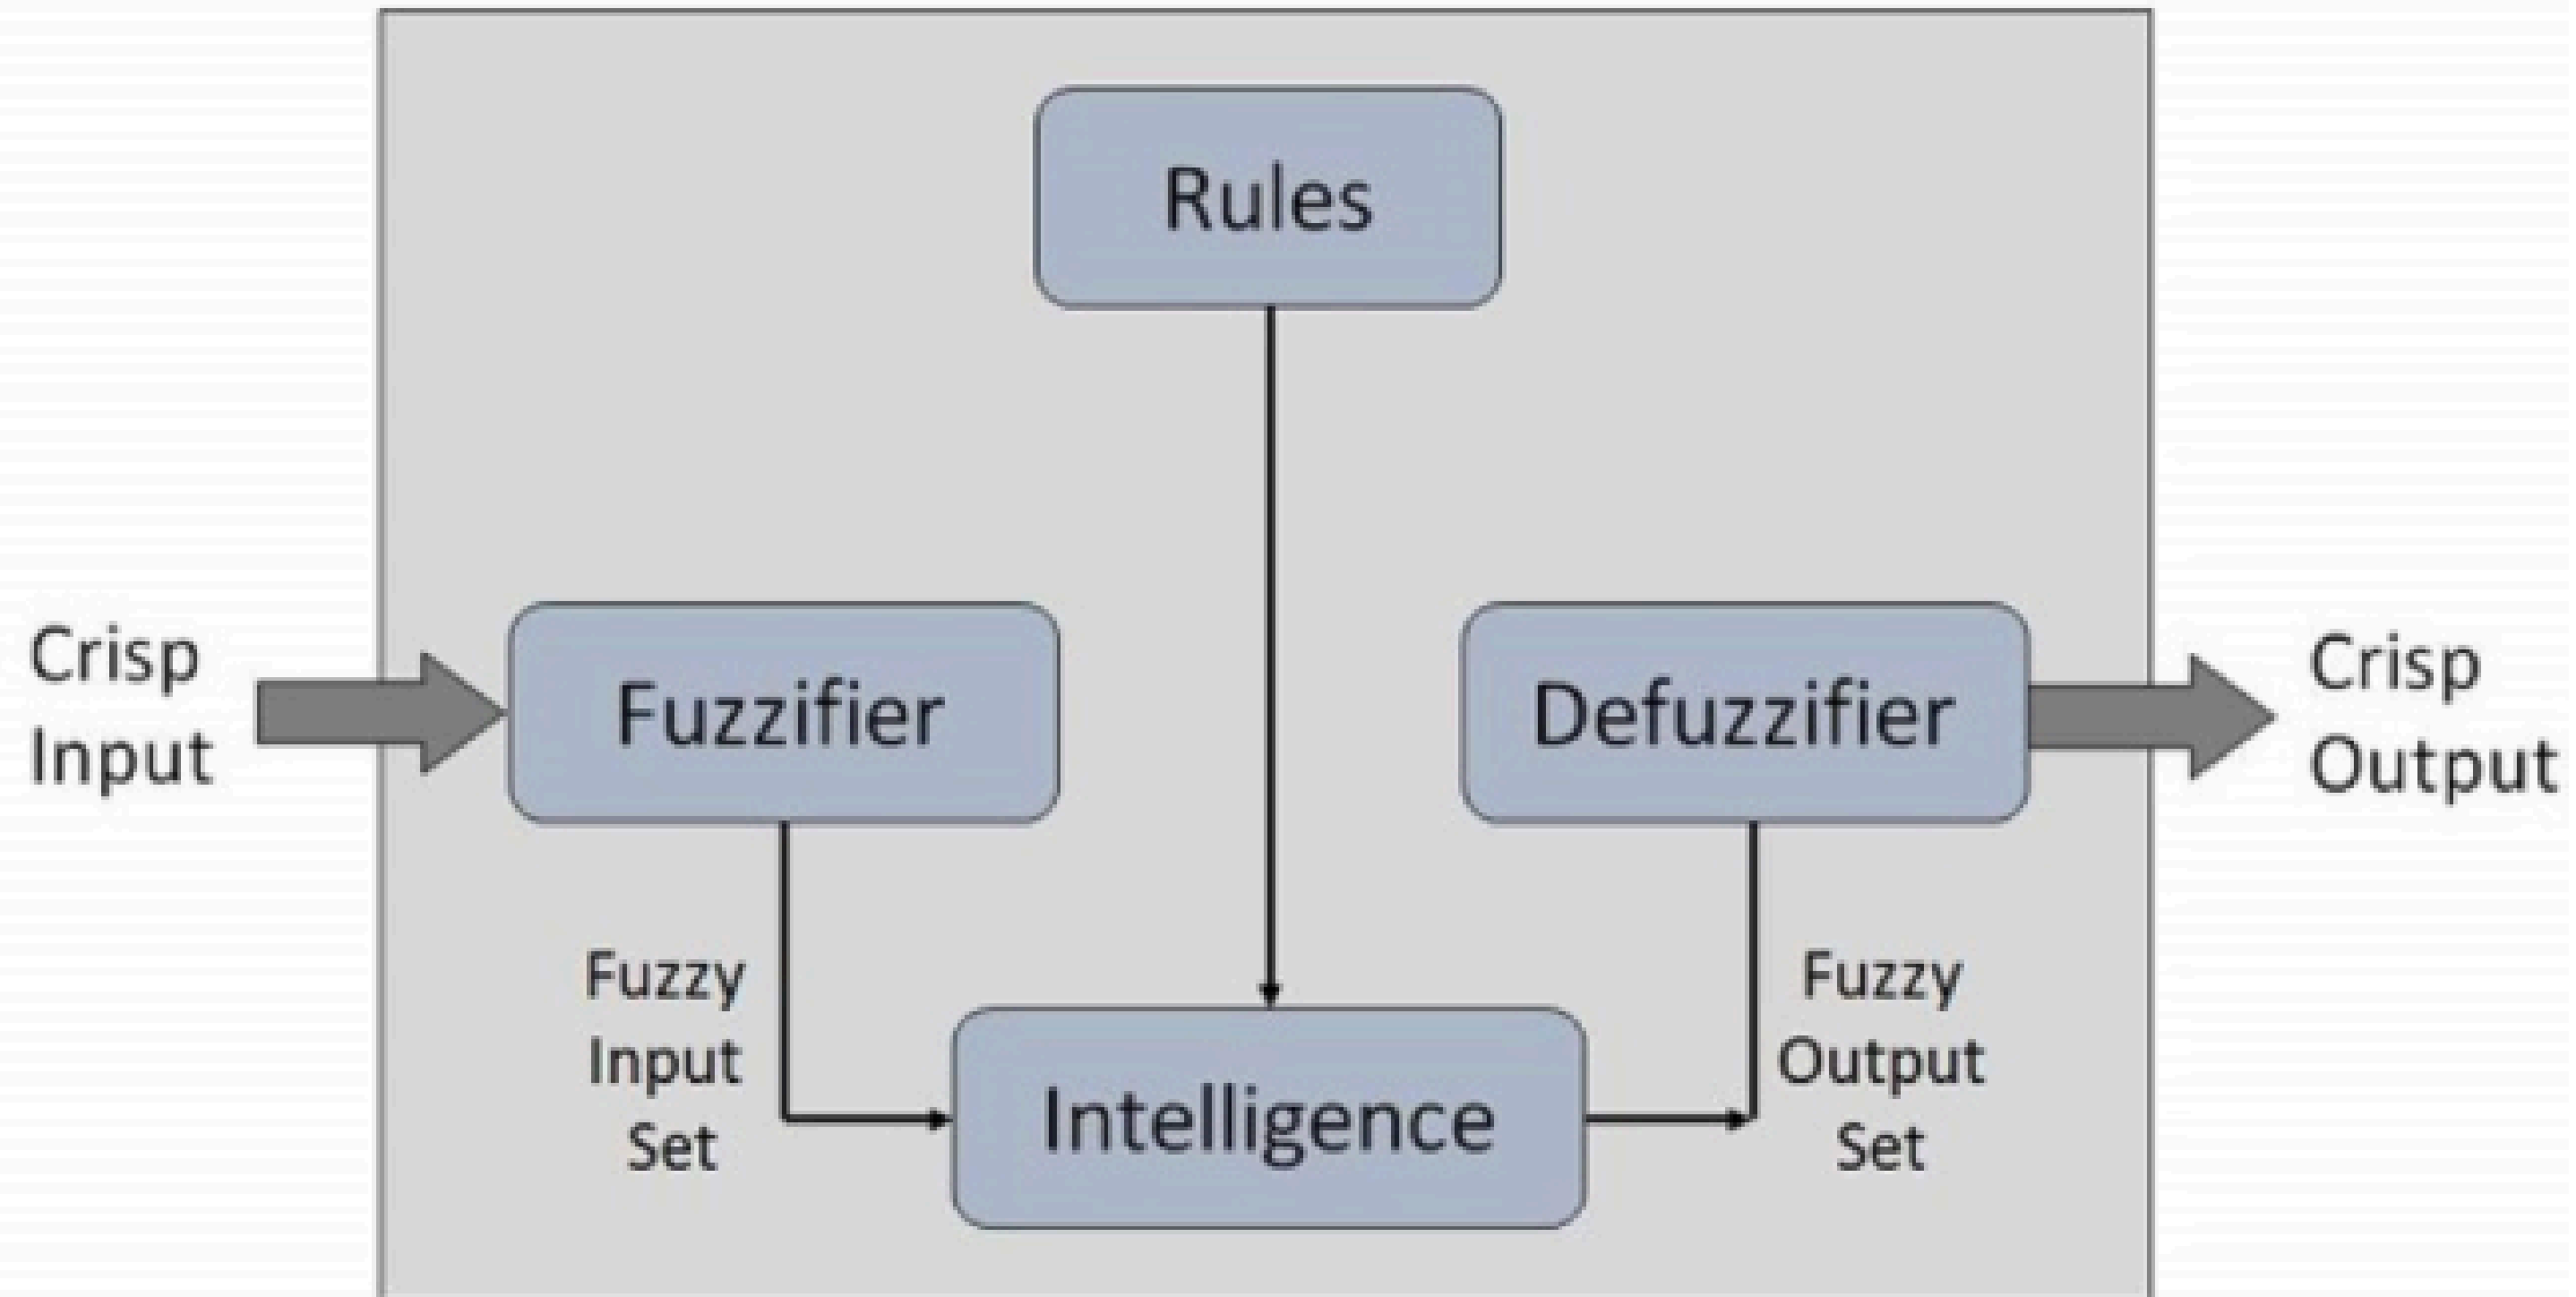 Rules
Crisp
Input
Fuzzifier
Defuzzifier
Crisp
Output
Fuzzy
Input
Set
Intelligence
Fuzzy
Output
Set